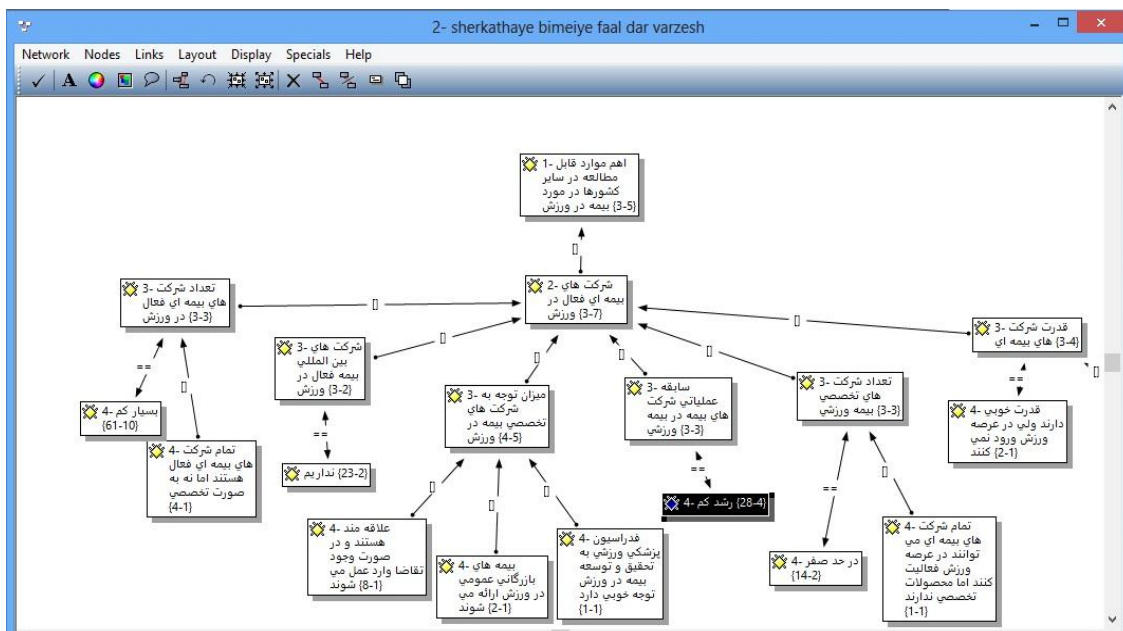 2- sherkathaye bimeiye faal dar varzesh
Network Nodes Links Layout Display Specials Help
1- اهم موارد قابل
مطالعه در ساير
كشورها در مورد
بيمه در ورزش {3-5}
[]
2- شركت هاي
بيمه اي فعال در
ورزش {3-7}
[]
[]
[]
[]
[]
[]
[]
3- تعداد شركت
هاي بيمه اي فعال
در ورزش {3-3}
3- شركت هاي
بين المللي
بيمه فعال در
ورزش {3-2}
3- ميزان توجه به
شركت هاي
تخصصي بيمه در
ورزش {4-5}
3- سابقه
عملياتي شركت
هاي بيمه در بيمه
ورزشي {3-3}
3- تعداد شركت
هاي تخصصي
بيمه ورزشي {3-3}
3- قدرت شركت
هاي بيمه اي {3-4}
==
[]
==
[]
[]
[]
==
==
[]
==
4- بسيار كم
{61-10}
4- تمام شركت
هاي بيمه اي فعال
هستند اما نه به
صورت تخصصي
{4-1}
نداريم {23-2}
4- رشد كم {28-4}
4- قدرت خوبي
دارند ولي در عرصه
ورزش ورود نمي
كنند {2-1}
4- علاقه مند
هستند و در
صورت وجود
تقاضا وارد عمل مي
شوند {8-1}
4- بيمه هاي
بازرگاني عمومي
در ورزش ارائه مي
شوند {2-1}
4- فدراسيون
پزشكي ورزشي به
تحقيق و توسعه
بيمه در ورزش
توجه خوبي دارد
{1-1}
4- در حد صفر
{14-2}
4- تمام شركت
هاي بيمه اي مي
توانند در عرصه
ورزش فعاليت
كنند اما محصولات
تخصصي ندارند
{1-1}